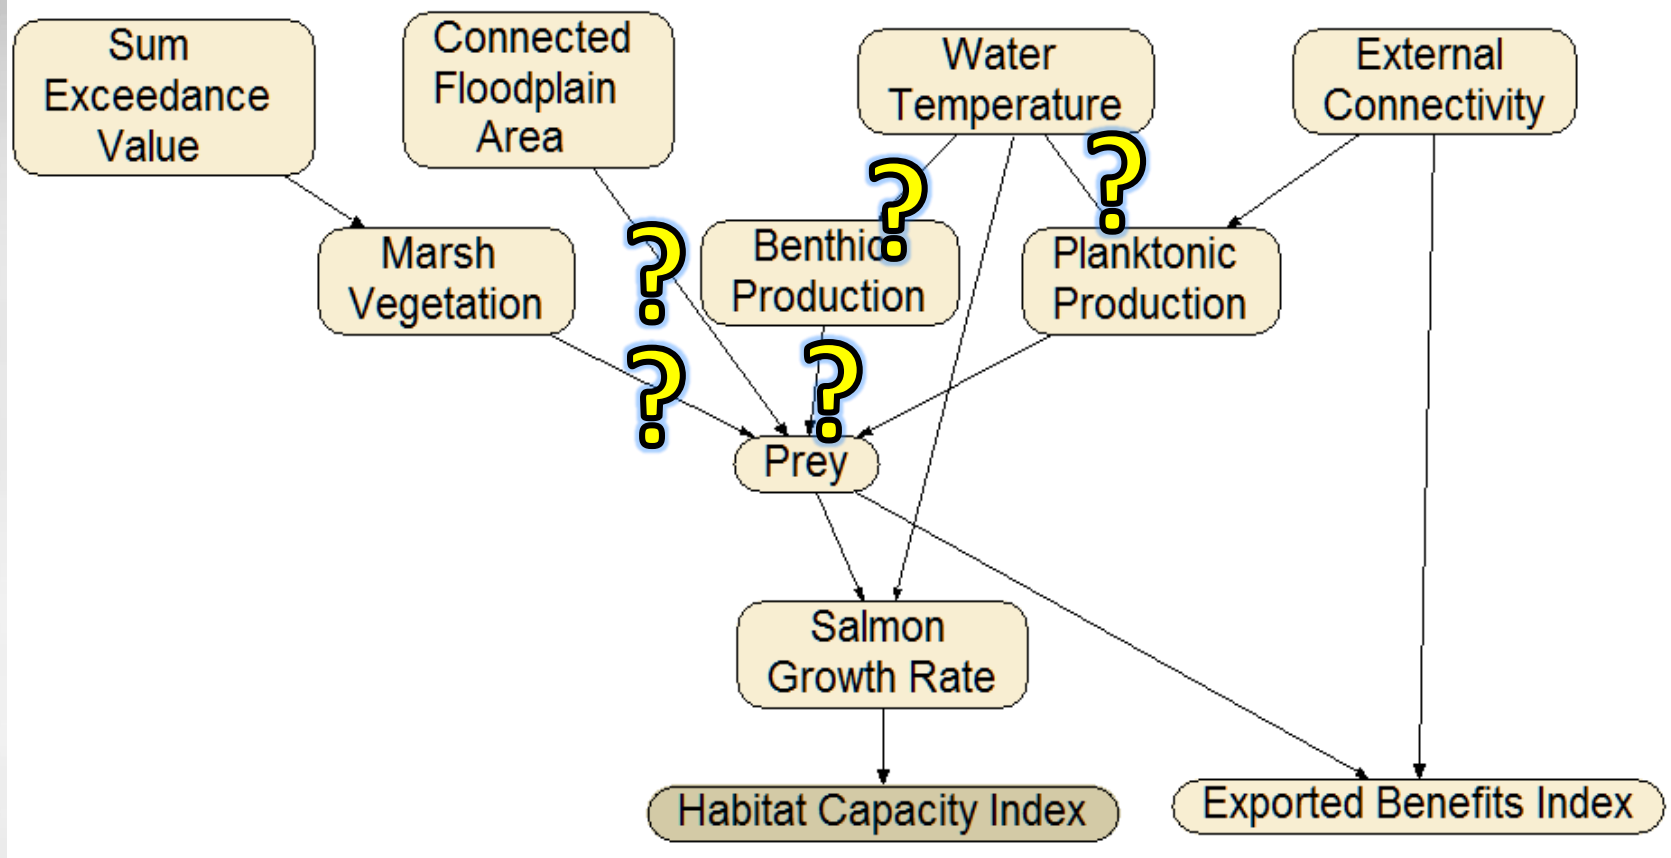 Sum
Exceedance
Value
Connected
Floodplain
Area
Water
Temperature
External
Connectivity
Marsh
Vegetation
?
?
Benthic
Production
?
?
Planktonic
Production
?
Prey
Salmon
Growth Rate
Habitat Capacity Index
Exported Benefits Index